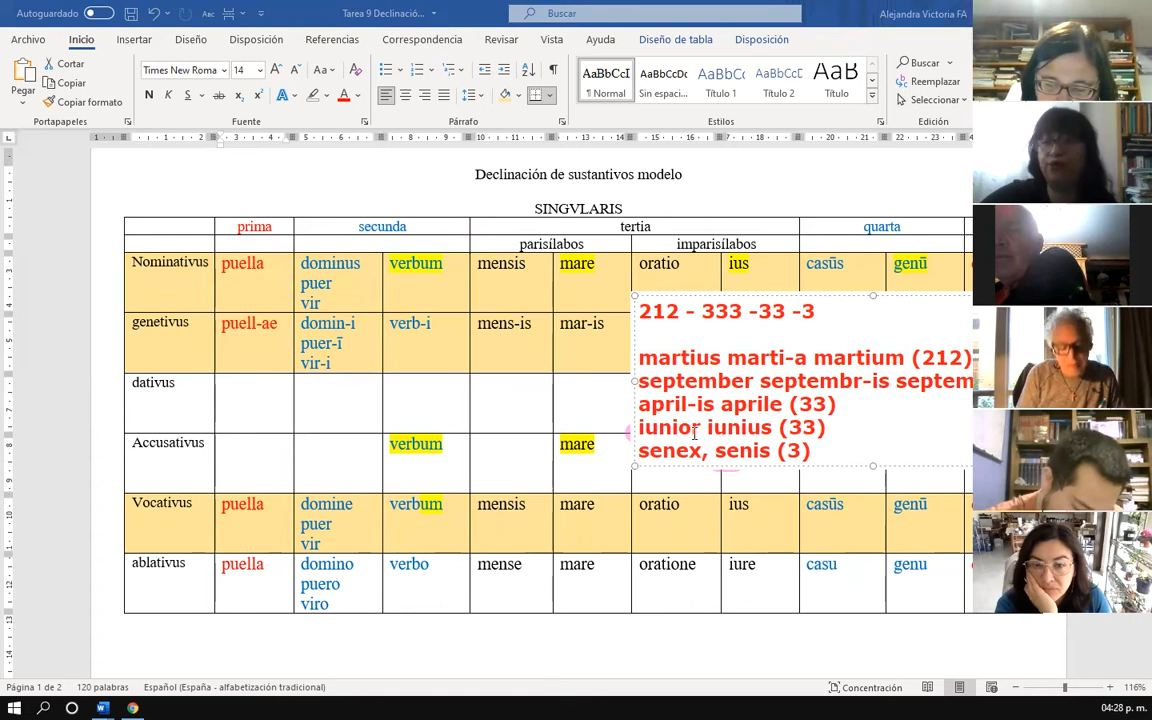 Autoguardado
Tarea 9 Declinació...
Buscar
Alejandra Victoria FA
Archivo Inicio Insertar Diseño Disposición Referencias Correspondencia Revisar Vista Ayuda Diseño de tabla Disposición
Pegar
Cortar
Copiar
Copiar formato
Portapapeles
Times New Roma 14
N K S
Fuente
Párrafo
AaBbCcI AaBbCcDc AaBbC AaBbCcI AaB
¶ Normal Sin espaci... Título 1 Título 2 Título
Estilos
Buscar
Reemplazar
Seleccionar
Edición
Declinación de sustantivos modelo
SINGVLARIS
prima secunda tertia quarta
parisílabos imparisílabos
Nominativus puella dominus verbum mensis mare oratio ius casūs genū
puer
vir
genetivus puell-ae domin-i verb-i mens-is mar-is
puer-ī
vir-i
dativus
Accusativus verbum mare
Vocativus puella domine verbum mensis mare oratio ius casūs genū
puer
vir
ablativus puella domino verbo mense mare oratione iure casu genu
puero
viro
212 - 333 -33 -3
martius marti-a martium (212)
september septembr-is septem
april-is aprile (33)
iunior iunius (33)
senex, senis (3)
Página 1 de 2 120 palabras Español (España - alfabetización tradicional)
Concentración
116%
04:28 p. m.